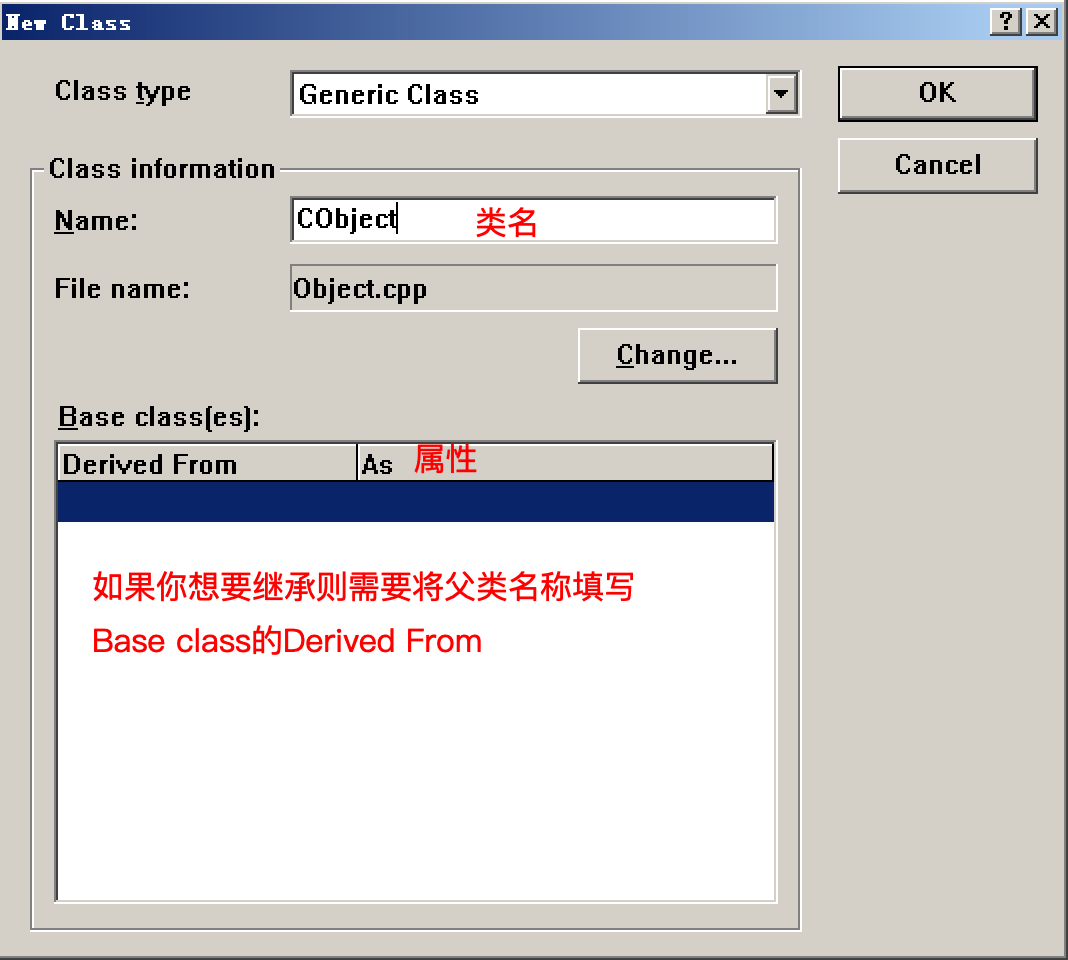 New Class
Class type
Generic Class
OK
Cancel
Class information
Name:
CObject 类名
File name:
Object.cpp
Change...
Base class(es):
Derived From
As 属性
如果你想要继承则需要将父类名称填写
Base class的Derived From